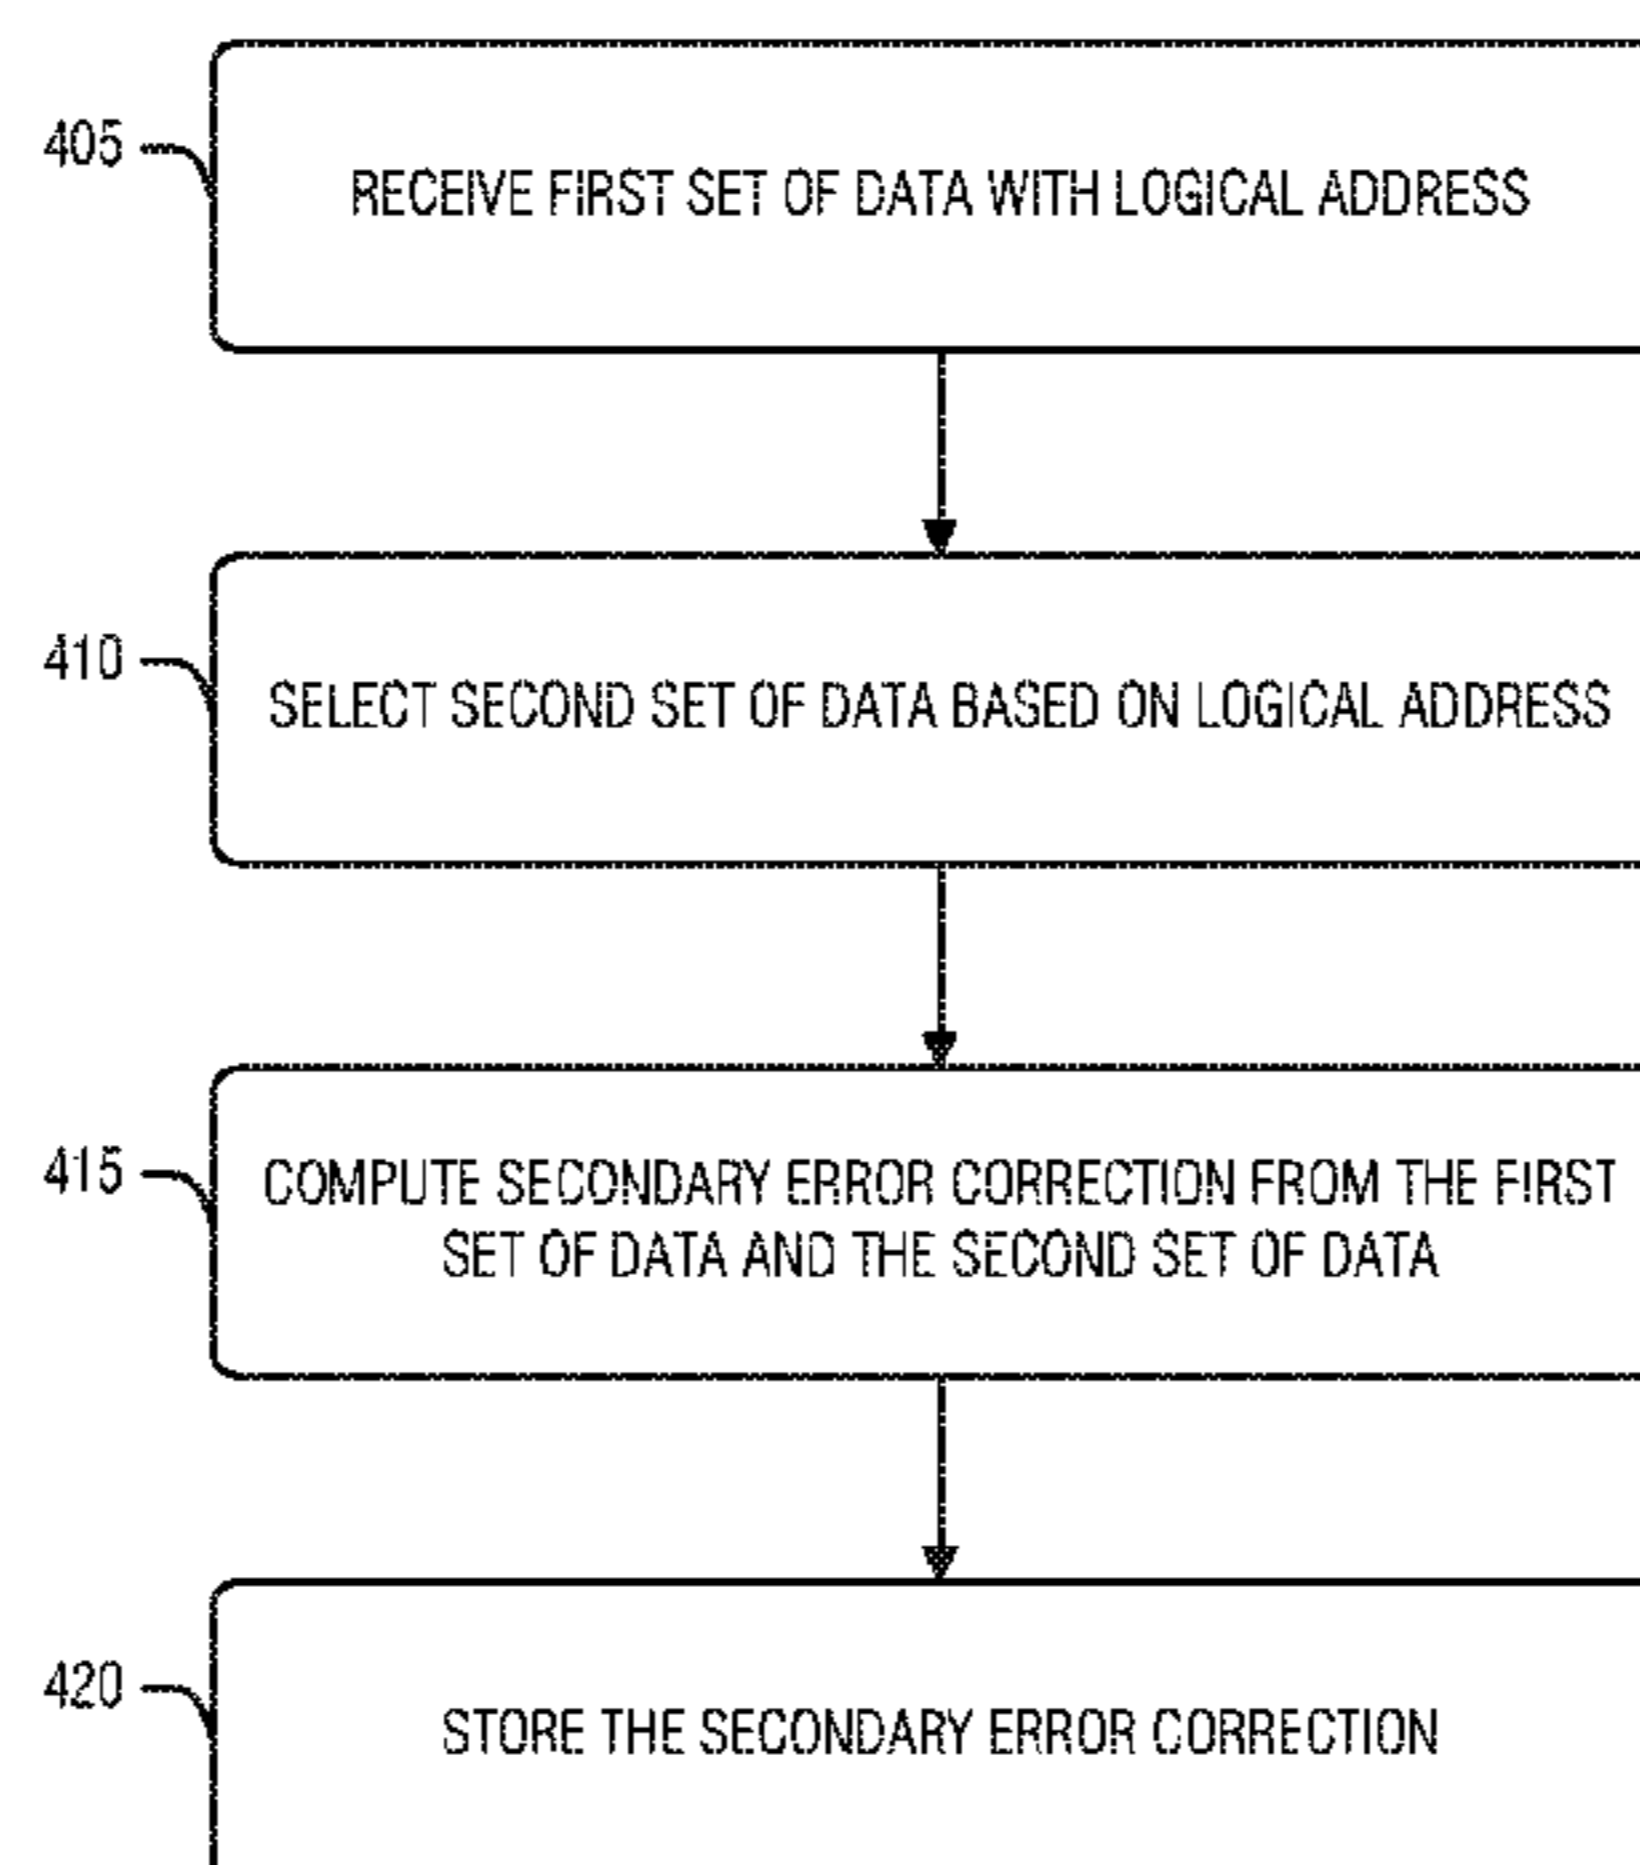 405
RECEIVE FIRST SET OF DATA WITH LOGICAL ADDRESS
410
SELECT SECOND SET OF DATA BASED ON LOGICAL ADDRESS
415
COMPUTE SECONDARY ERROR CORRECTION FROM THE FIRST
SET OF DATA AND THE SECOND SET OF DATA
420
STORE THE SECONDARY ERROR CORRECTION